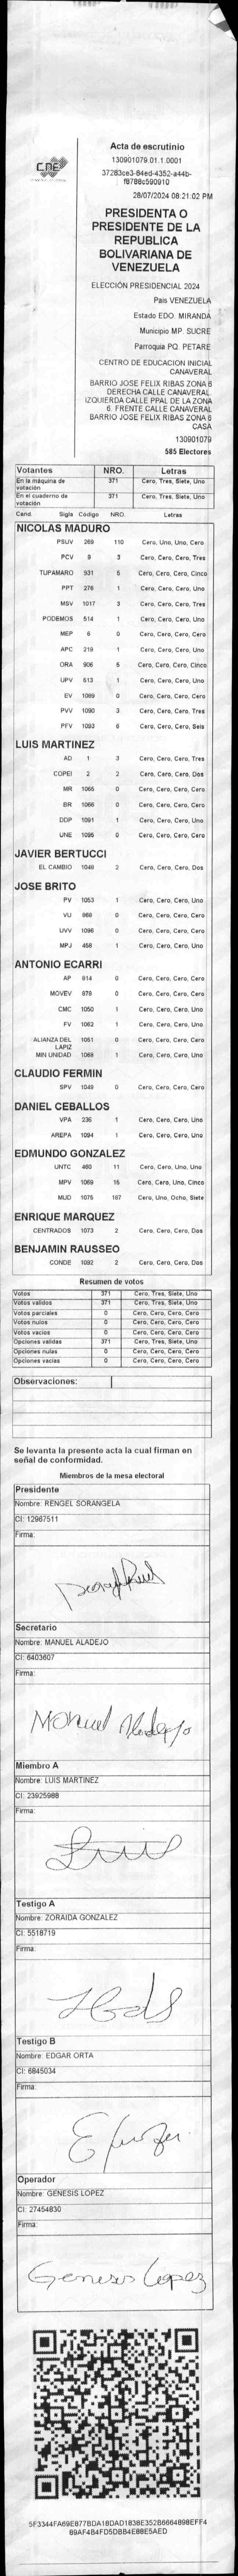 CNE
Acta de escrutinio
130901079.01.1.0001
37283ce3-84ed-4352-a44b-
f8788c590910
28/07/2024 08:21:02 PM
PRESIDENTA O
PRESIDENTE DE LA
REPUBLICA
BOLIVARIANA DE
VENEZUELA
ELECCIÓN PRESIDENCIAL 2024
Pais VENEZUELA
Estado EDO. MIRANDA
Municipio MP. SUCRE
Parroquia PQ. PETARE
CENTRO DE EDUCACION INICIAL
CANAVERAL
BARRIO JOSE FELIX RIBAS ZONA 6
DERECHA CALLE CANAVERAL.
IZQUIERDA CALLE PPAL DE LA ZONA
6. FRENTE CALLE CANAVERAL
BARRIO JOSE FELIX RIBAS ZONA 6
CASA
130901079
585 Electores
Votantes NRO. Letras
En la máquina de votación 371 Cero, Tres, Siete, Uno
En el cuaderno de votación 371 Cero, Tres, Siete, Uno
Cand. Sigla Código NRO. Letras
NICOLAS MADURO
PSUV 269 110 Cero, Uno, Uno, Cero
PCV 9 3 Cero, Cero, Cero, Tres
TUPAMARO 531 5 Cero, Cero, Cero, Cinco
PPT 276 1 Cero, Cero, Cero, Uno
MSV 1017 3 Cero, Cero, Cero, Tres
PODEMOS 514 1 Cero, Cero, Cero, Uno
MEP 6 0 Cero, Cero, Cero, Cero
APC 219 1 Cero, Cero, Cero, Uno
ORA 906 5 Cero, Cero, Cero, Cinco
UPV 613 1 Cero, Cero, Cero, Uno
EV 1089 0 Cero, Cero, Cero, Cero
PVV 1090 3 Cero, Cero, Cero, Tres
PFV 1093 6 Cero, Cero, Cero, Seis
LUIS MARTINEZ
AD 1 3 Cero, Cero, Cero, Tres
COPEI 2 2 Cero, Cero, Cero, Dos
MR 1065 0 Cero, Cero, Cero, Cero
BR 1066 0 Cero, Cero, Cero, Cero
DDP 1091 1 Cero, Cero, Cero, Uno
UNE 1095 0 Cero, Cero, Cero, Cero
JAVIER BERTUCCI
EL CAMBIO 1048 2 Cero, Cero, Cero, Dos
JOSE BRITO
PV 1053 1 Cero, Cero, Cero, Uno
VU 868 0 Cero, Cero, Cero, Cero
UVV 1096 0 Cero, Cero, Cero, Cero
MPJ 458 1 Cero, Cero, Cero, Uno
ANTONIO ECARRI
AP 814 0 Cero, Cero, Cero, Cero
MOVEV 878 0 Cero, Cero, Cero, Cero
CMC 1050 1 Cero, Cero, Cero, Uno
FV 1062 1 Cero, Cero, Cero, Uno
ALIANZA DEL LAPIZ 1051 0 Cero, Cero, Cero, Cero
MIN UNIDAD 1068 1 Cero, Cero, Cero, Uno
CLAUDIO FERMIN
SPV 1049 0 Cero, Cero, Cero, Cero
DANIEL CEBALLOS
VPA 236 1 Cero, Cero, Cero, Uno
AREPA 1094 1 Cero, Cero, Cero, Uno
EDMUNDO GONZALEZ
UNTC 460 11 Cero, Cero, Uno, Uno
MPV 1069 15 Cero, Cero, Uno, Cinco
MUD 1075 187 Cero, Uno, Ocho, Siete
ENRIQUE MARQUEZ
CENTRADOS 1073 2 Cero, Cero, Cero, Dos
BENJAMIN RAUSSEO
CONDE 1092 2 Cero, Cero, Cero, Dos
Resumen de votos
Votos 371 Cero, Tres, Siete, Uno
Votos validos 371 Cero, Tres, Siete, Uno
Votos parciales 0 Cero, Cero, Cero, Cero
Votos nulos 0 Cero, Cero, Cero, Cero
Votos vacios 0 Cero, Cero, Cero, Cero
Opciones validas 371 Cero, Tres, Siete, Uno
Opciones nulas 0 Cero, Cero, Cero, Cero
Opciones vacias 0 Cero, Cero, Cero, Cero
Observaciones:
Se levanta la presente acta la cual firman en
señal de conformidad.
Miembros de la mesa electoral
Presidente
Nombre: RENGEL SORANGELA
CI: 12967511
Firma:
Secretario
Nombre: MANUEL ALADEJO
CI: 6403607
Firma:
Manuel Aladejo
Miembro A
Nombre: LUIS MARTINEZ
CI: 23925988
Firma:
Testigo A
Nombre: ZORAIDA GONZALEZ
CI: 5518719
Firma:
Testigo B
Nombre: EDGAR ORTA
CI: 6845034
Firma:
Operador
Nombre: GENESIS LOPEZ
CI: 27454830
Firma:
Genesis Lopez
5F3344FA69E877BDA18DAD1838E352B6664898EFF4
89AF4B4FD5DBB4E88E5AED